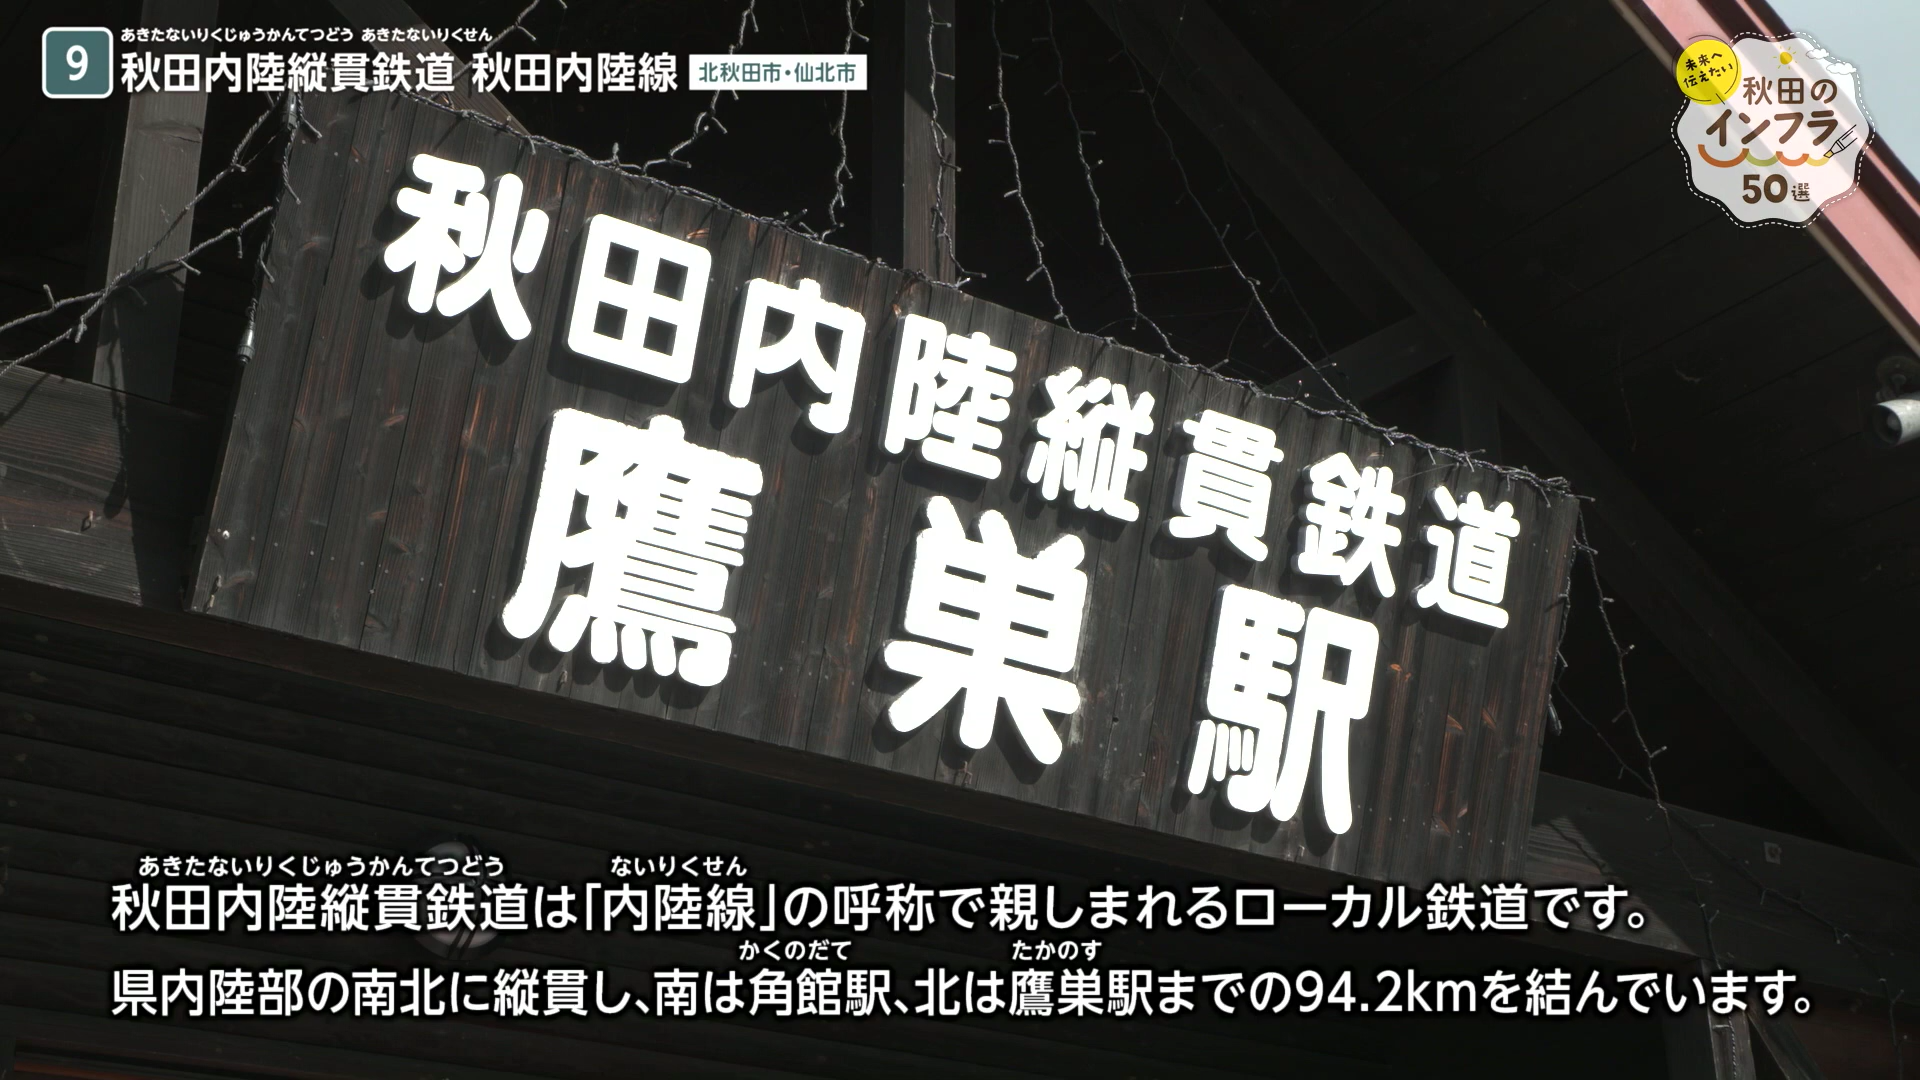 9
あきたないりくじゅうかんてつどう あきたないりくせん
秋田内陸縦貫鉄道 秋田内陸線 北秋田市・仙北市
未来へ
伝えたい
秋田の
インフラ
50選
秋田内陸縦貫鉄道
鷹巣駅
あきたないりくじゅうかんてつどう ないりくせん
秋田内陸縦貫鉄道は「内陸線」の呼称で親しまれるローカル鉄道です。
かくのだて たかのす
県内陸部の南北に縦貫し、南は角館駅、北は鷹巣駅までの94.2kmを結んでいます。